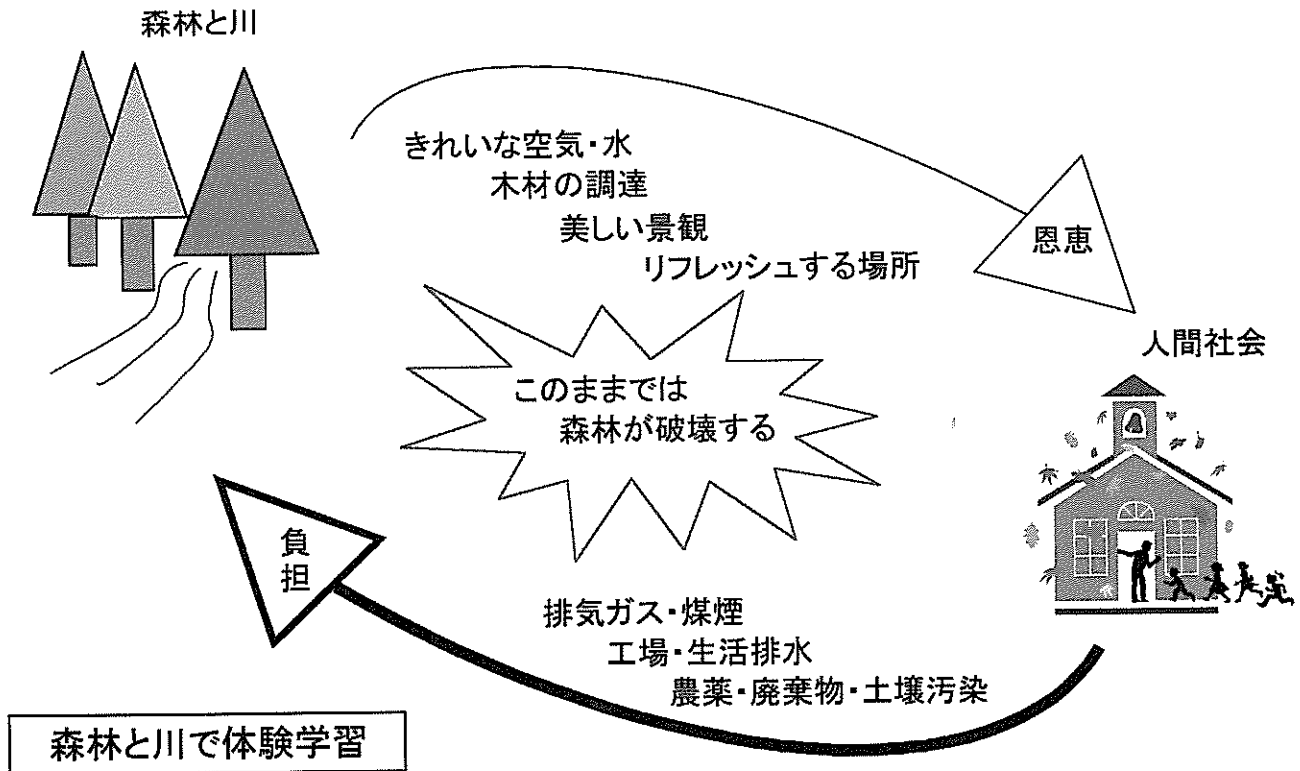 森林と川
きれいな空気・水
木材の調達
美しい景観
リフレッシュする場所
恩恵
人間社会
このままでは
森林が破壊する
負
担
排気ガス・煤煙
工場・生活排水
農薬・廃棄物・土壌汚染
森林と川で体験学習